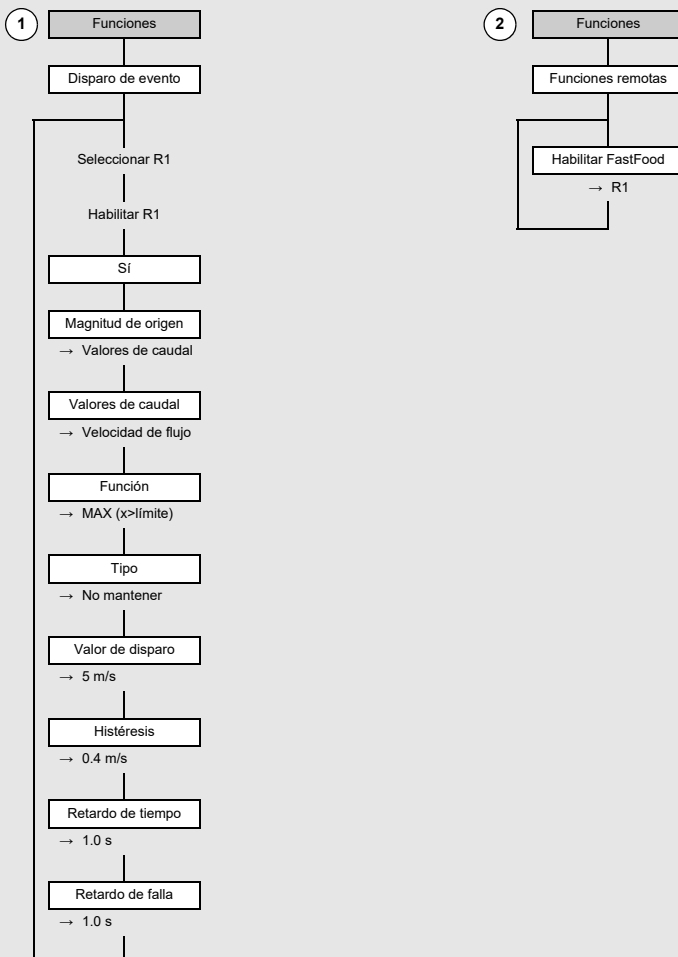 1
Funciones
Disparo de evento
Seleccionar R1
Habilitar R1
Sí
Magnitud de origen
→ Valores de caudal
Valores de caudal
→ Velocidad de flujo
Función
→ MAX (x>límite)
Tipo
→ No mantener
Valor de disparo
→ 5 m/s
Histéresis
→ 0.4 m/s
Retardo de tiempo
→ 1.0 s
Retardo de falla
→ 1.0 s
2
Funciones
Funciones remotas
Habilitar FastFood
→ R1